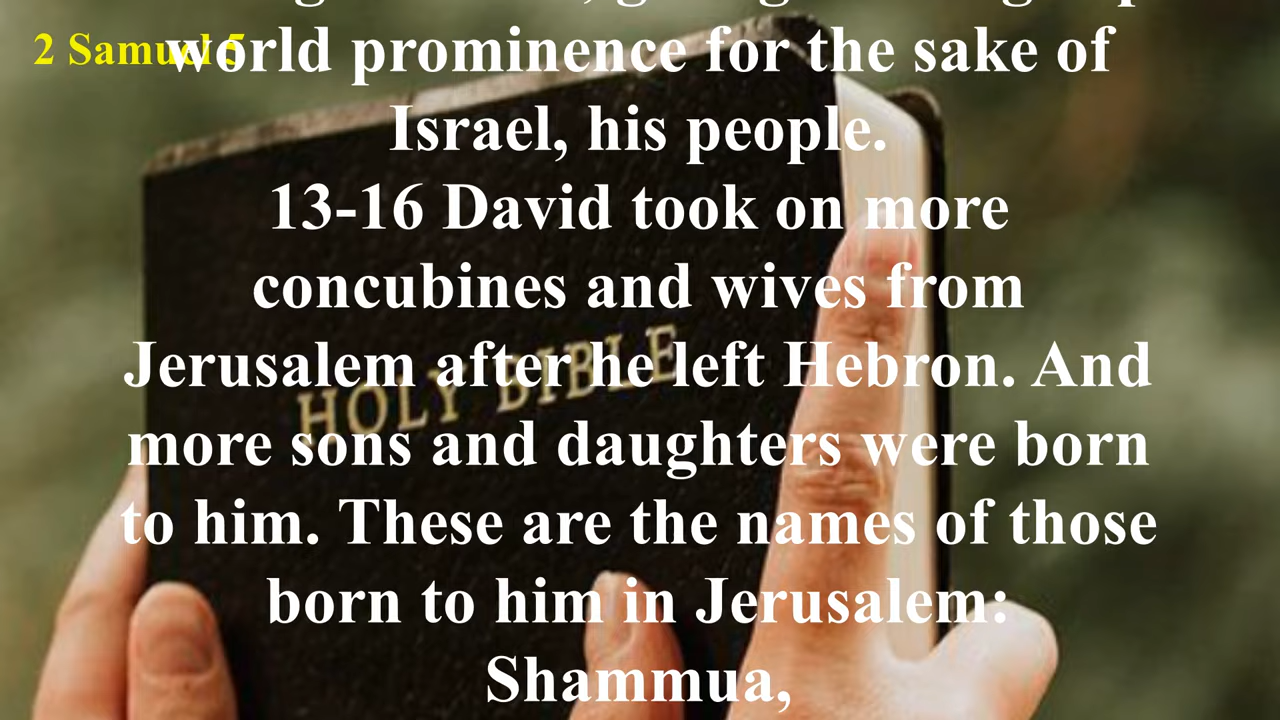 2 Samuel 5
world prominence for the sake of
Israel, his people.
13-16 David took on more
concubines and wives from
Jerusalem after he left Hebron. And
more sons and daughters were born
to him. These are the names of those
born to him in Jerusalem:
Shammua,
HOLY BIBLE